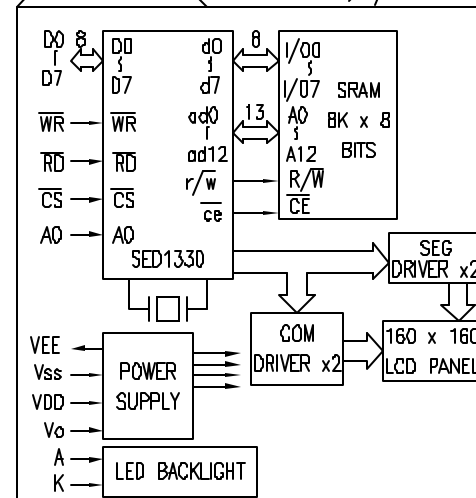 D0 8
D7
WR
RD
CS
A0
D0
D7
WR
RD
CS
A0
SED1330
d0
d7
ad0
ad12
r/w
ce
8
13
I/O0
I/O7
A0
A12
R/W
CE
SRAM
8K x 8
BITS
SEG
DRIVER x2
COM
DRIVER x2
160 x 160
LCD PANEL
VEE
Vss
VDD
Vo
POWER
SUPPLY
A
K
LED BACKLIGHT